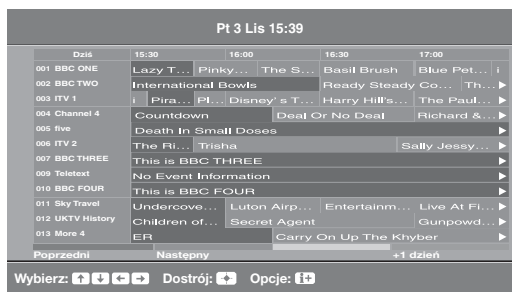 Pt 3 Lis 15:39
Dziś 15:30 16:00 16:30 17:00
001 BBC ONE Lazy T... Pinky... The S... Basil Brush Blue Pet... i
002 BBC TWO International Bowls Ready Steady Co... Th...
003 ITV 1 i Pira... Pl... Disney's T... Harry Hill's... The Paul...
004 Channel 4 Countdown Deal Or No Deal Richard &...
005 five Death In Small Doses
006 ITV 2 The Ri... Trisha Sally Jessy...
007 BBC THREE This is BBC THREE
009 Teletext No Event Information
010 BBC FOUR This is BBC FOUR
011 Sky Travel Undercove... Luton Airp... Entertainm... Live At Fi...
012 UKTV History Children of... Secret Agent Gunpowd...
013 More 4 ER Carry On Up The Khyber
Poprzedni Następny +1 dzień
Wybierz: Dostrój: Opcje: i+